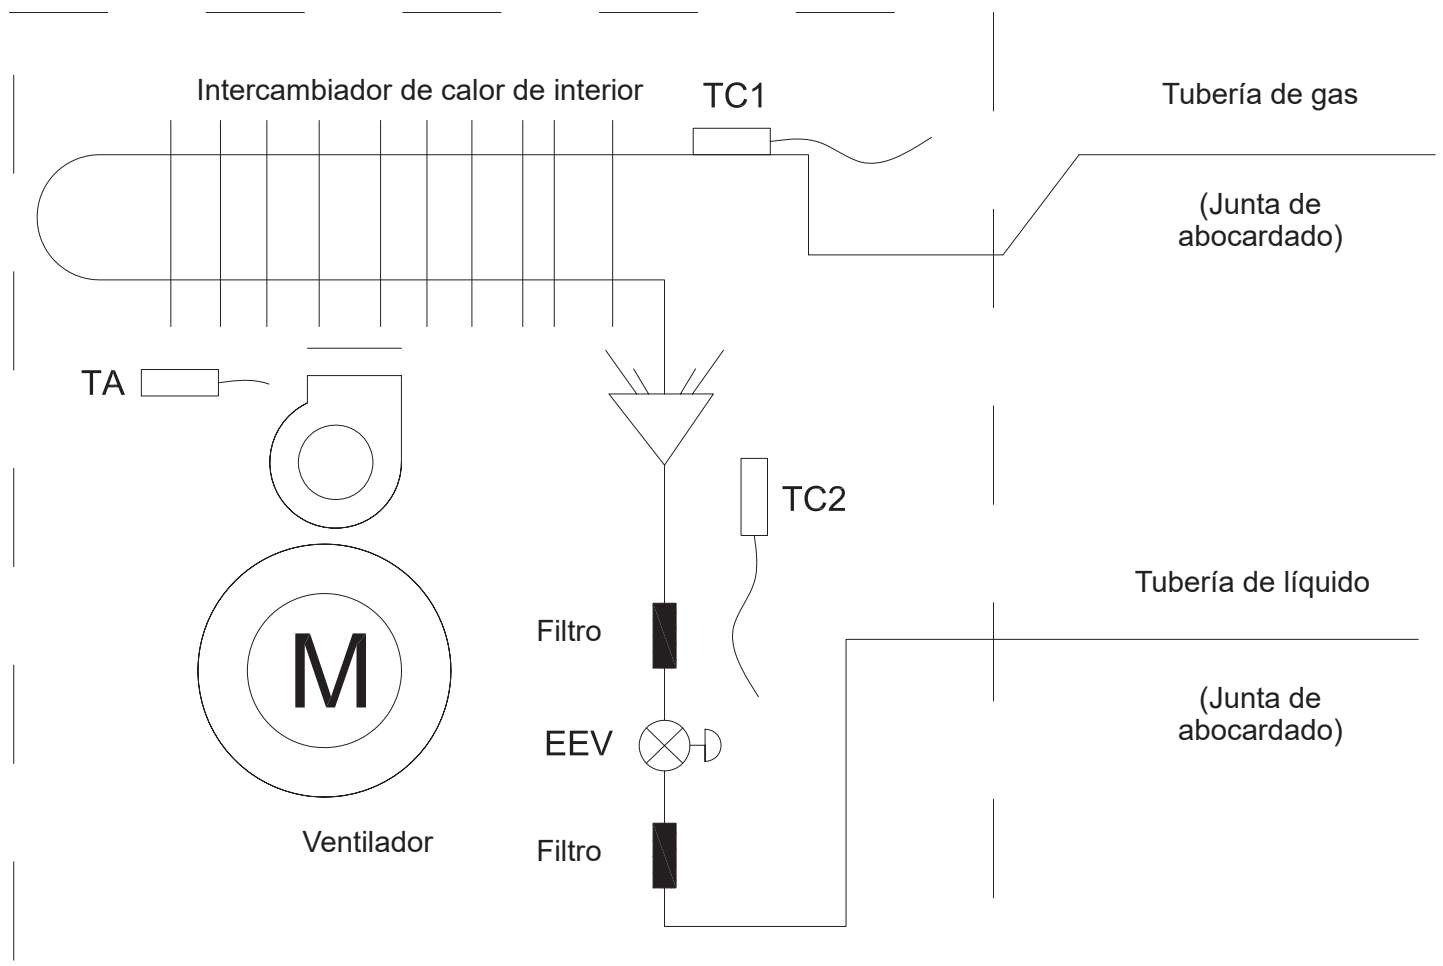 Intercambiador de calor de interior
TC1
Tubería de gas
(Junta de
abocardado)
TA
TC2
Tubería de líquido
Filtro
M
(Junta de
abocardado)
EEV
Ventilador
Filtro